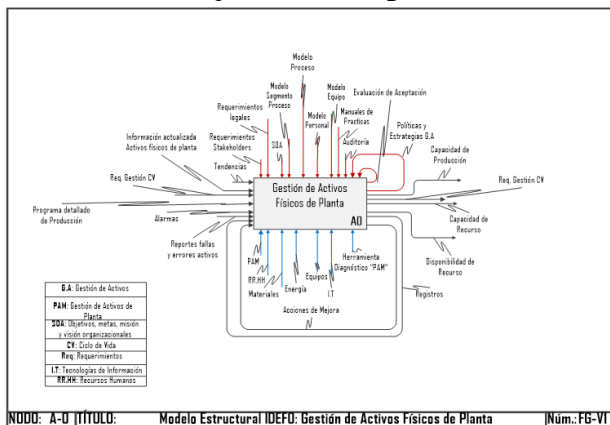 Modelo
Proceso
Modelo
Segmento
Proceso
Modelo
Equipo
Evaluación de Aceptación
Requerimientos
legales
Modelo
Personal
Manuales de
Practicas
Políticas y
Estrategias G.A
Requerimientos
Stakeholders
SOA
Auditoría
Información actualizada
Activos físicos de planta
Tendencias
Capacidad de
Producción
Req. Gestión CV
Req. Gestión CV
Gestión de Activos
Físicos de Planta
A0
Programa detallado
de Producción
Alarmas
Capacidad de
Recurso
Reportes fallas
y errores activos
Disponibilidad de
Recurso
PAM
RR.HH
Materiales
Energía
Equipos
I.T
Herramienta
Diagnóstico "PAM"
Registros
Acciones de Mejora
G.A: Gestión de Activos
PAM: Gestión de Activos de
Planta
SOA: Objetivos, metas, misión
y visión organizacionales
CV: Ciclo de Vida
Req: Requerimientos
I.T: Tecnologías de Información
RR.HH: Recursos Humanos
NODO: A-0 TÍTULO: Modelo Estructural IDEF0: Gestión de Activos Físicos de Planta Núm.: FG-VI